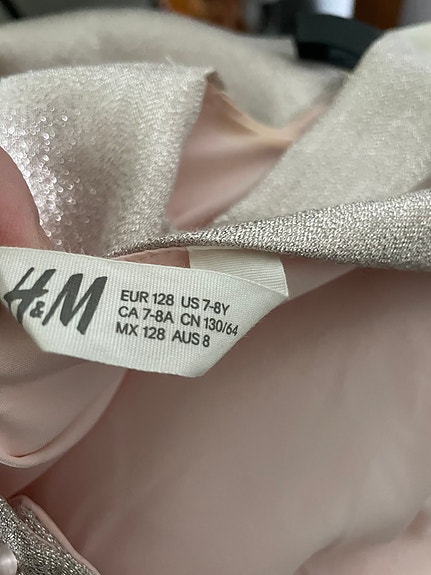 H&M
EUR 128 US 7-8Y
CA 7-8A CN 130/64
MX 128 AUS 8